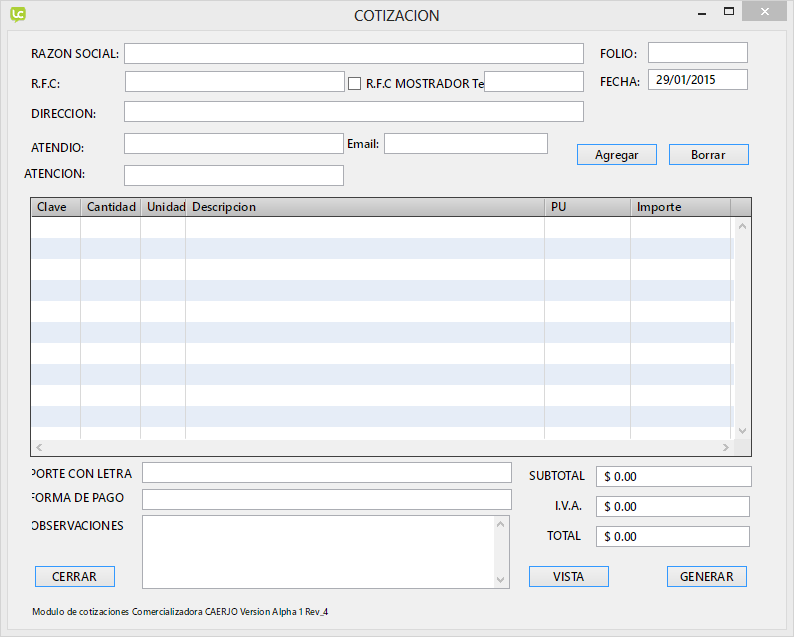 LC
COTIZACION
RAZON SOCIAL:
FOLIO:
R.F.C:
R.F.C MOSTRADOR Te
FECHA: 29/01/2015
DIRECCION:
ATENDIO:
Email:
Agregar Borrar
ATENCION:
Clave Cantidad Unidad Descripcion PU Importe
PORTE CON LETRA
SUBTOTAL $ 0.00
FORMA DE PAGO
I.V.A. $ 0.00
OBSERVACIONES
TOTAL $ 0.00
CERRAR VISTA GENERAR
Modulo de cotizaciones Comercializadora CAERJO Version Alpha 1 Rev_4